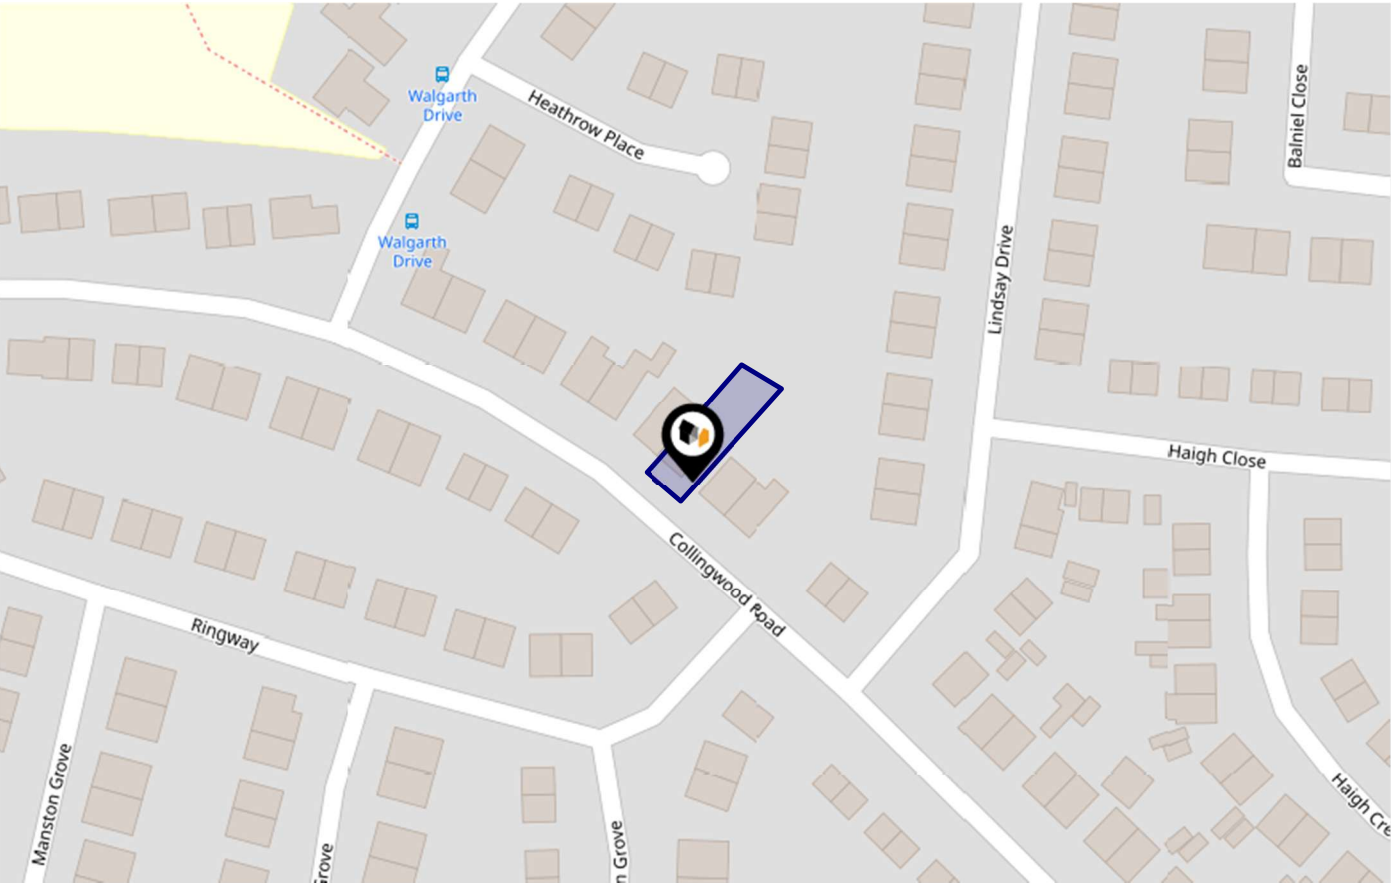 Walgarth
Drive
Heathrow Place
Balniel Close
Walgarth
Drive
Lindsay Drive
Haigh Close
Collingwood Road
Ringway
Manston Grove
Grove
Grove
Haigh Cre